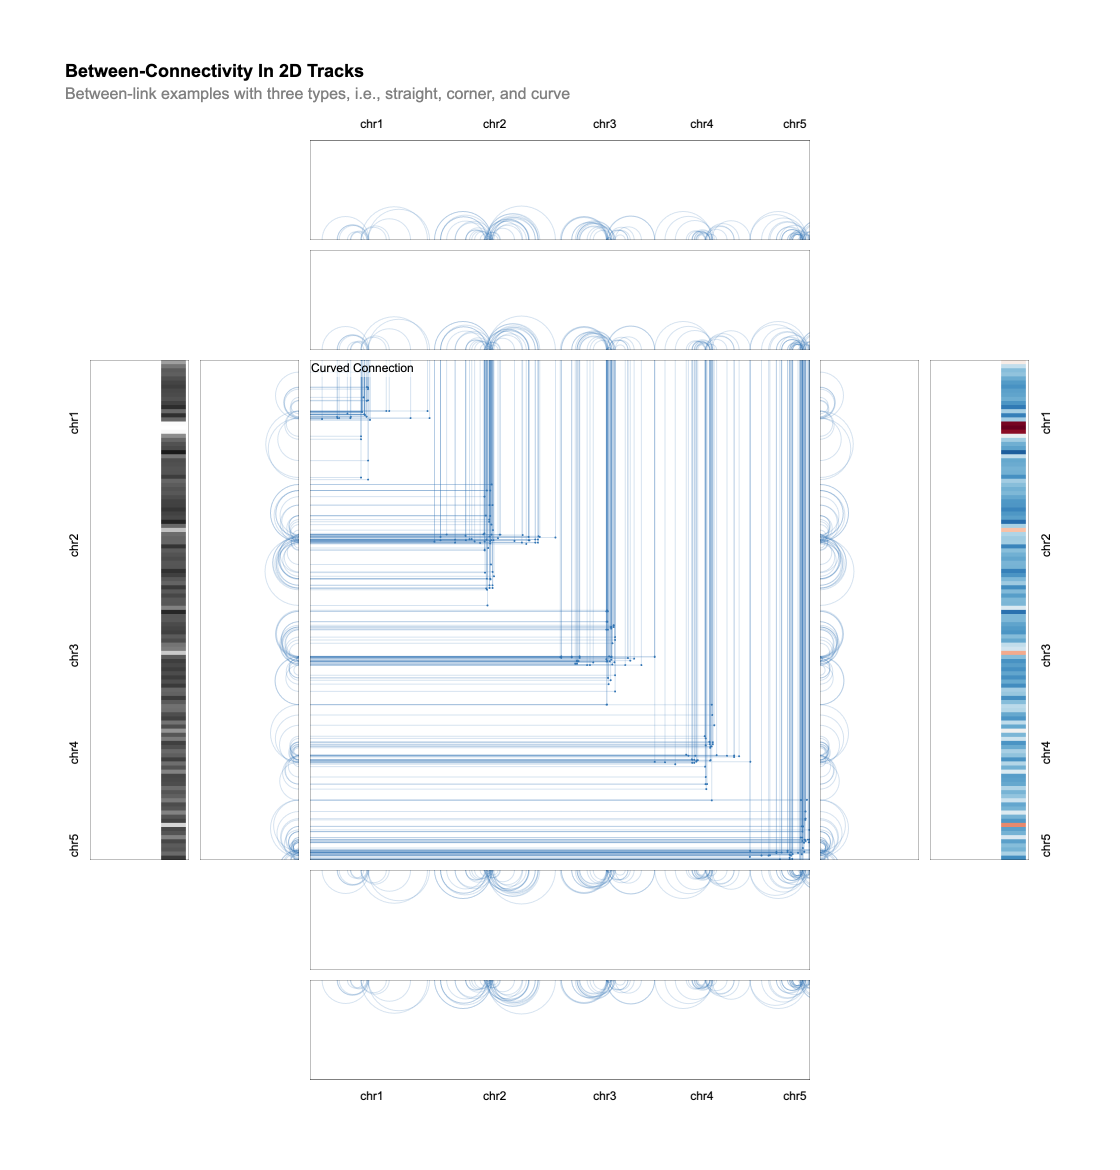 Between-Connectivity In 2D Tracks
Between-link examples with three types, i.e., straight, corner, and curve
chr1 chr2 chr3 chr4 chr5
Curved Connection
chr1
chr2
chr3
chr4
chr5
chr1
chr2
chr3
chr4
chr5
chr1 chr2 chr3 chr4 chr5